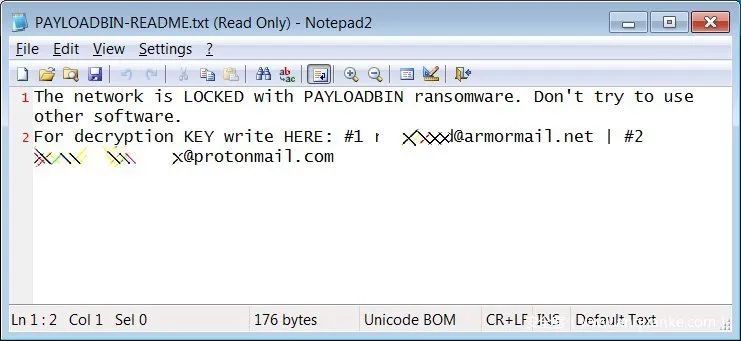 PAYLOADBIN-README.txt (Read Only) - Notepad2
File Edit View Settings ?
1 The network is LOCKED with PAYLOADBIN ransomware. Don't try to use
other software.
2 For decryption KEY write HERE: #1 r d@armormail.net | #2
x@protonmail.com
Ln 1 : 2 Col 1 Sel 0 176 bytes Unicode BOM CR+LF INS Default Text